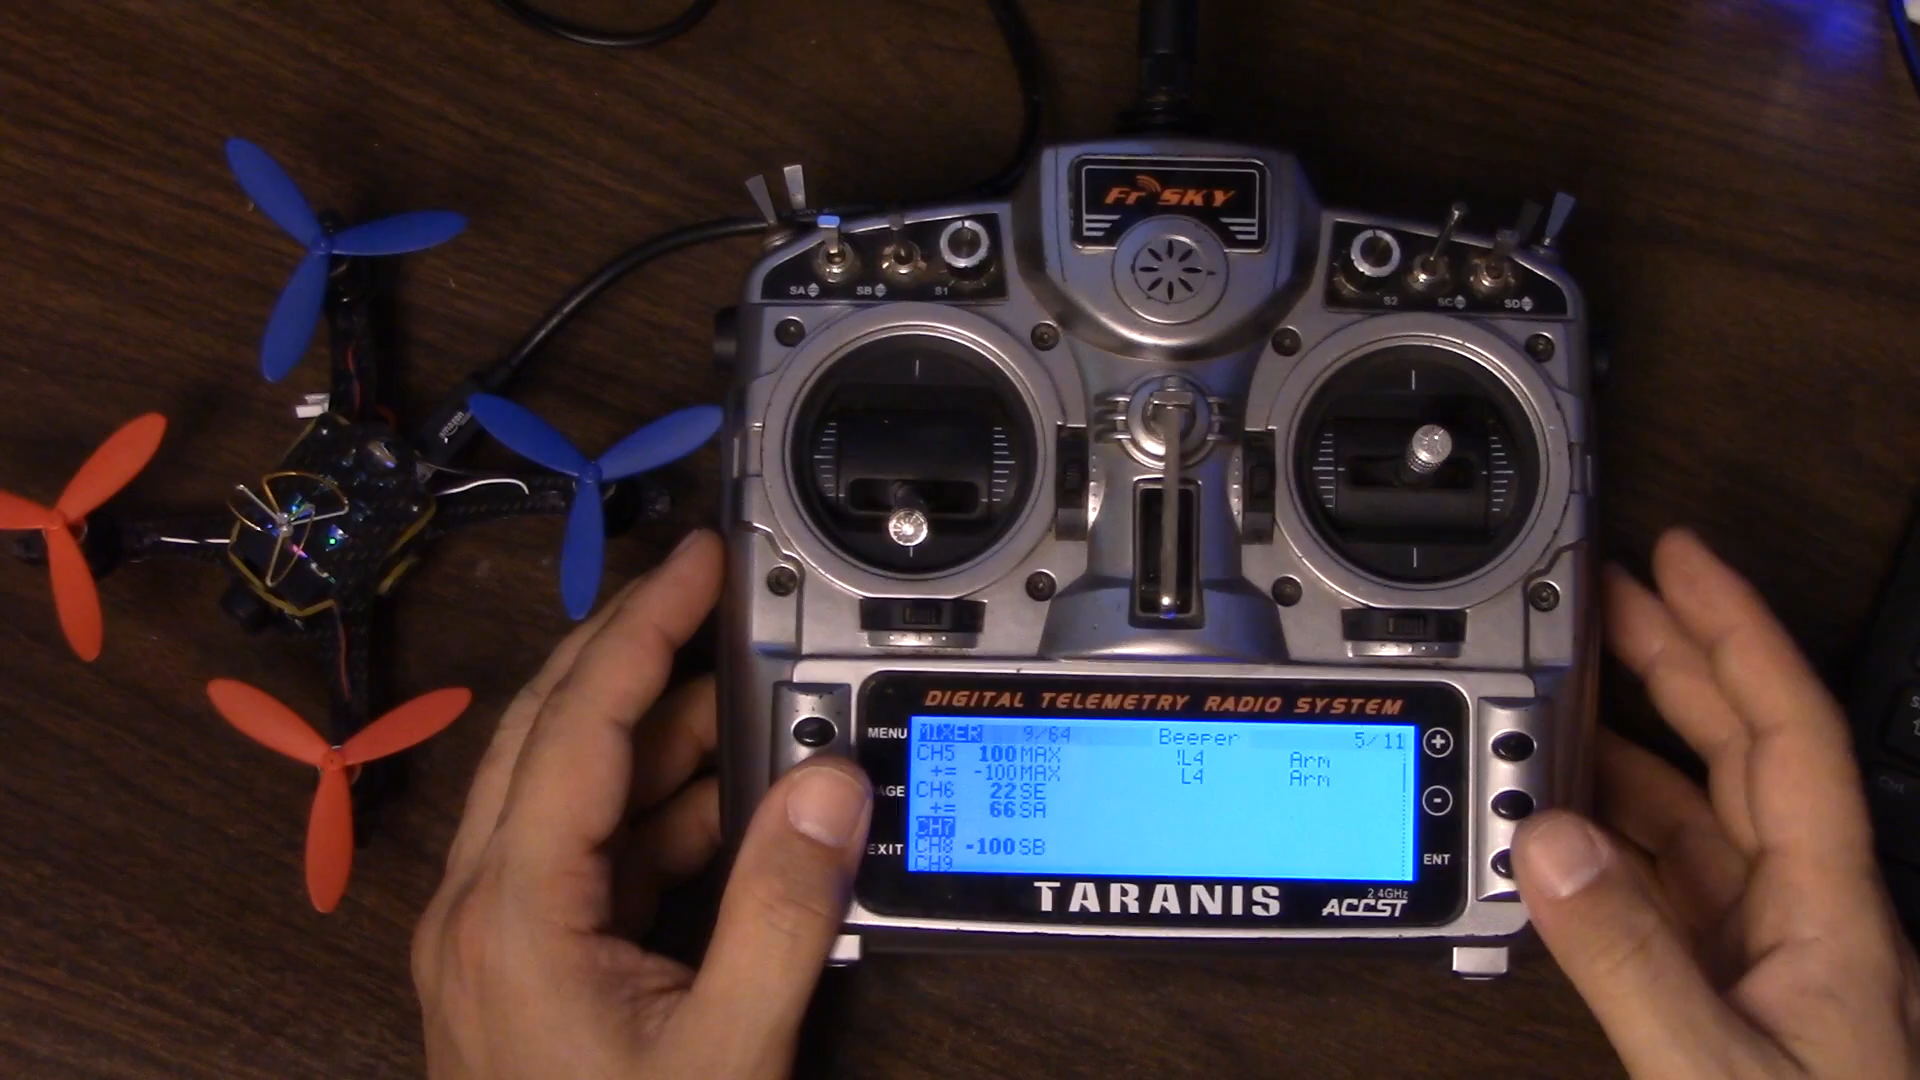 FrSKY
SA SB S1
S2 SC SD
amazon
DIGITAL TELEMETRY RADIO SYSTEM
MENU
AGE
EXIT
MIXER 9/64 Beeper 5/11
CH5 100 MAX !L4 Arm
+= -100 MAX L4 Arm
CH6 22 SE
+= 66 SA
CH7
CH8 -100 SB
CH9
+
-
ENT
TARANIS
2.4GHz
ACCST